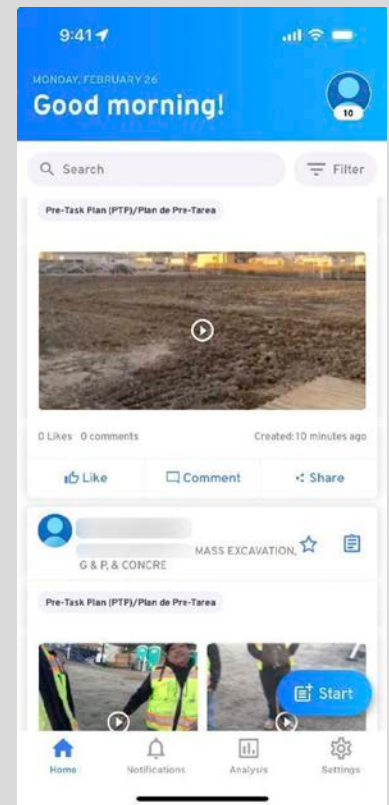 9:41
MONDAY, FEBRUARY 26
Good morning!
10
Search
Filter
Pre-Task Plan (PTP)/Plan de Pre-Tarea
0 Likes 0 comments
Created: 10 minutes ago
Like
Comment
Share
MASS EXCAVATION,
G & P, & CONCRE
Pre-Task Plan (PTP)/Plan de Pre-Tarea
Start
Home
Notifications
Analysis
Settings